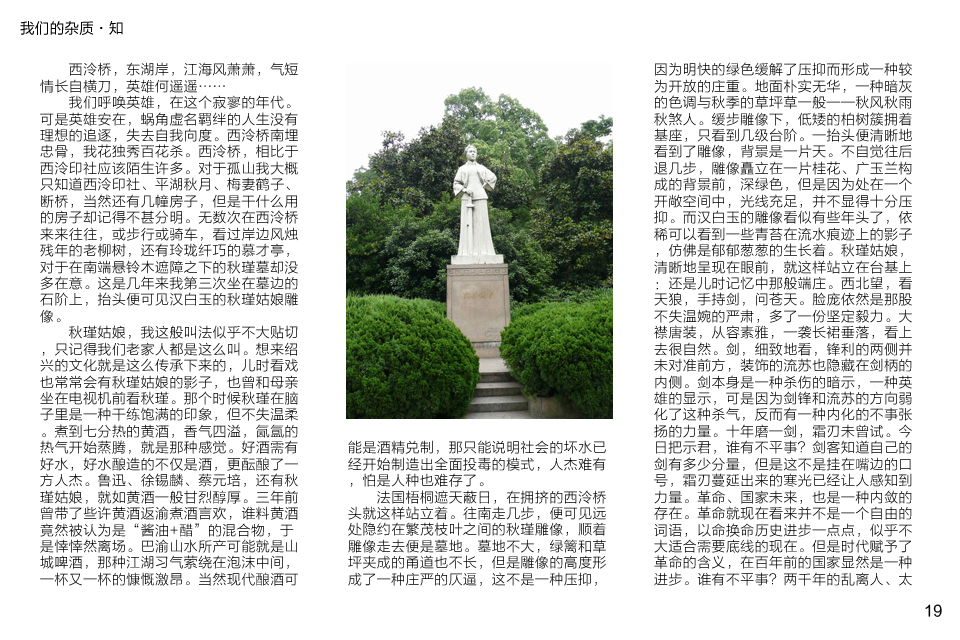 我们的杂质·知
西泠桥，东湖岸，江海风萧萧，气短
情长自横刀，英雄何遥遥……
我们呼唤英雄，在这个寂寥的年代。
可是英雄安在，蜗角虚名羁绊的人生没有
理想的追逐，失去自我向度。西泠桥南埋
忠骨，我花独秀百花杀。西泠桥，相比于
西泠印社应该陌生许多。对于孤山我大概
只知道西泠印社、平湖秋月、梅妻鹤子、
断桥，当然还有几幢房子，但是干什么用
的房子却记得不甚分明。无数次在西泠桥
来来往往，或步行或骑车，看过岸边风烛
残年的老柳树，还有玲珑纤巧的慕才亭，
对于在南端悬铃木遮障之下的秋瑾墓却没
多在意。这是几年来我第三次坐在墓边的
石阶上，抬头便可见汉白玉的秋瑾姑娘雕
像。
秋瑾姑娘，我这般叫法似乎不大贴切
，只记得我们老家人都是这么叫。想来绍
兴的文化就是这么传承下来的，儿时看戏
也常常会有秋瑾姑娘的影子，也曾和母亲
坐在电视机前看秋瑾。那个时候秋瑾在脑
子里是一种干练饱满的印象，但不失温柔
。煮到七分热的黄酒，香气四溢，氤氲的
热气开始蒸腾，就是那种感觉。好酒需有
好水，好水酿造的不仅是酒，更酝酿了一
方人杰。鲁迅、徐锡麟、蔡元培，还有秋
瑾姑娘，就如黄酒一般甘烈醇厚。三年前
曾带了些许黄酒返渝煮酒言欢，谁料黄酒
竟然被认为是“酱油+醋”的混合物，于
是悻悻然离场。巴渝山水所产可能就是山
城啤酒，那种江湖习气萦绕在泡沫中间，
一杯又一杯的慷慨激昂。当然现代酿酒可
能是酒精兑制，那只能说明社会的坏水已
经开始制造出全面投毒的模式，人杰难有
，怕是人种也难存了。
法国梧桐遮天蔽日，在拥挤的西泠桥
头就这样站立着。往南走几步，便可见远
处隐约在繁茂枝叶之间的秋瑾雕像，顺着
雕像走去便是墓地。墓地不大，绿篱和草
坪夹成的甬道也不长，但是雕像的高度形
成了一种庄严的仄逼，这不是一种压抑，
因为明快的绿色缓解了压抑而形成一种较
为开放的庄重。地面朴实无华，一种暗灰
的色调与秋季的草坪草一般——秋风秋雨
秋煞人。缓步雕像下，低矮的柏树簇拥着
基座，只看到几级台阶。一抬头便清晰地
看到了雕像，背景是一片天。不自觉往后
退几步，雕像矗立在一片桂花、广玉兰构
成的背景前，深绿色，但是因为处在一个
开敞空间中，光线充足，并不显得十分压
抑。而汉白玉的雕像看似有些年头了，依
稀可以看到一些青苔在流水痕迹上的影子
，仿佛是郁郁葱葱的生长着。秋瑾姑娘，
清晰地呈现在眼前，就这样站立在台基上
：还是儿时记忆中那般端庄。西北望，看
天狼，手持剑，问苍天。脸庞依然是那股
不失温婉的严肃，多了一份坚定毅力。大
襟唐装，从容素雅，一袭长裙垂落，看上
去很自然。剑，细致地看，锋利的两侧并
未对准前方，装饰的流苏也隐藏在剑柄的
内侧。剑本身是一种杀伤的暗示，一种英
雄的显示，可是因为剑锋和流苏的方向弱
化了这种杀气，反而有一种内化的不事张
扬的力量。十年磨一剑，霜刃未曾试。今
日把示君，谁有不平事？剑客知道自己的
剑有多少分量，但是这不是挂在嘴边的口
号，霜刃蔓延出来的寒光已经让人感知到
力量。革命、国家未来，也是一种内敛的
存在。革命就现在看来并不是一个自由的
词语，以命换命历史进步一点点，似乎不
大适合需要底线的现在。但是时代赋予了
革命的含义，在百年前的国家显然是一种
进步。谁有不平事？两千年的乱离人、太
19